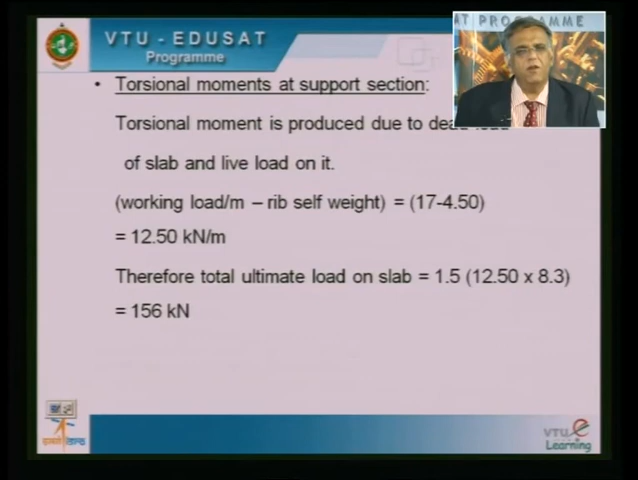 VTU - EDUSAT
Programme
AT PROGRAMME
• Torsional moments at support section:
Torsional moment is produced due to dead load
of slab and live load on it.
(working load/m – rib self weight) = (17-4.50)
= 12.50 kN/m
Therefore total ultimate load on slab = 1.5 (12.50 x 8.3)
= 156 kN
VTU e
Learning